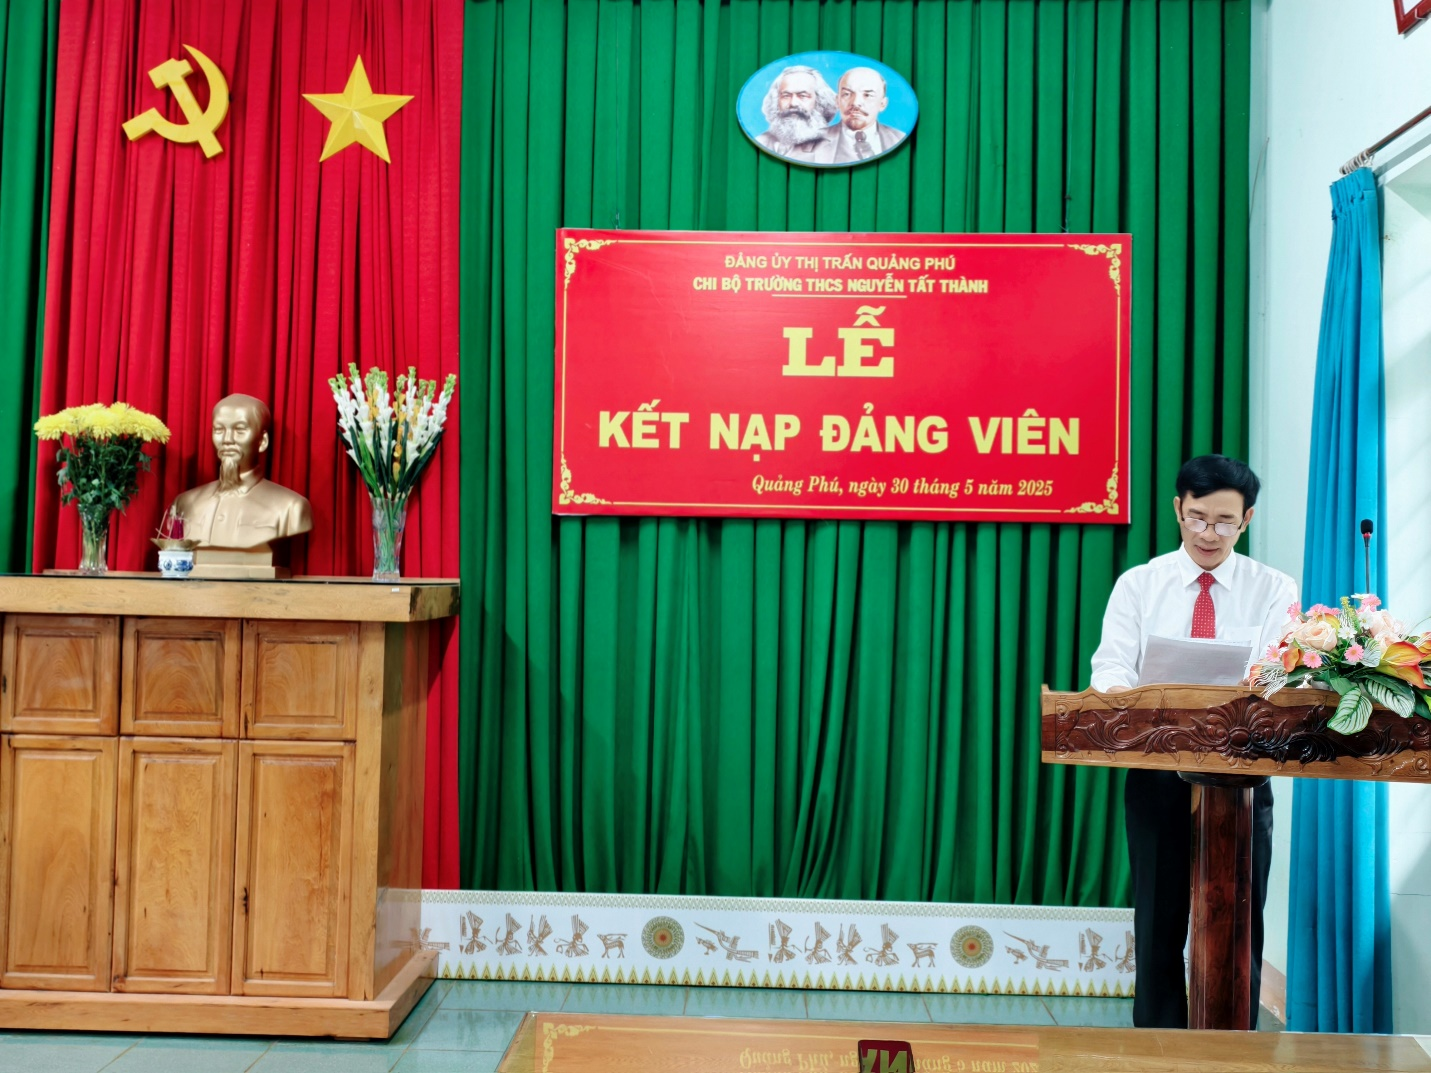 ĐẢNG ỦY THỊ TRẤN QUẢNG PHÚ
CHI BỘ TRƯỜNG THCS NGUYỄN TẤT THÀNH
LỄ
KẾT NẠP ĐẢNG VIÊN
Quảng Phú, ngày 30 tháng 5 năm 2025